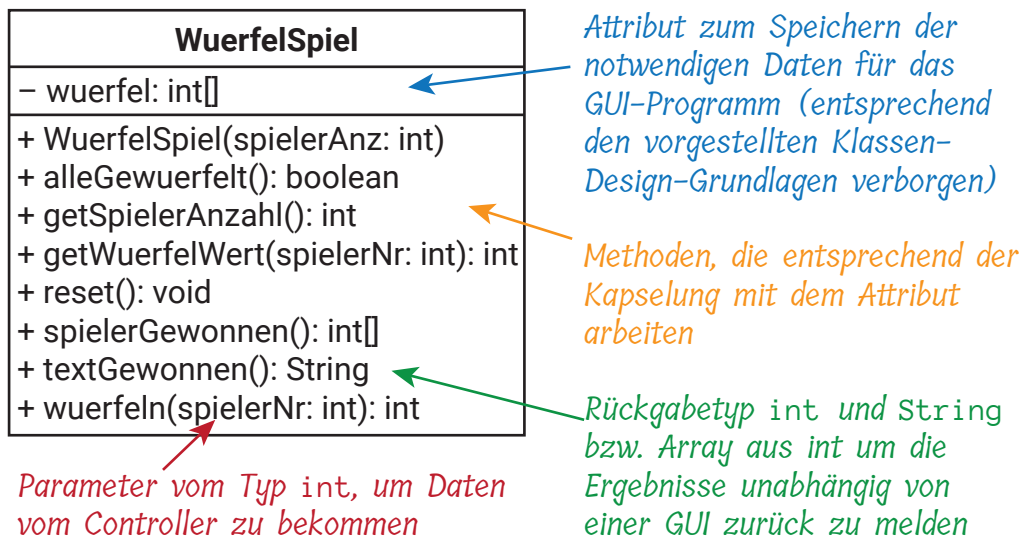 WuerfelSpiel
– wuerfel: int[]
+ WuerfelSpiel(spielerAnz: int)
+ alleGewuerfelt(): boolean
+ getSpielerAnzahl(): int
+ getWuerfelWert(spielerNr: int): int
+ reset(): void
+ spielerGewonnen(): int[]
+ textGewonnen(): String
+ wuerfeln(spielerNr: int): int
Attribut zum Speichern der
notwendigen Daten für das
GUI-Programm (entsprechend
den vorgestellten Klassen-
Design-Grundlagen verborgen)
Methoden, die entsprechend der
Kapselung mit dem Attribut
arbeiten
Rückgabetyp int und String
bzw. Array aus int um die
Ergebnisse unabhängig von
einer GUI zurück zu melden
Parameter vom Typ int, um Daten
vom Controller zu bekommen